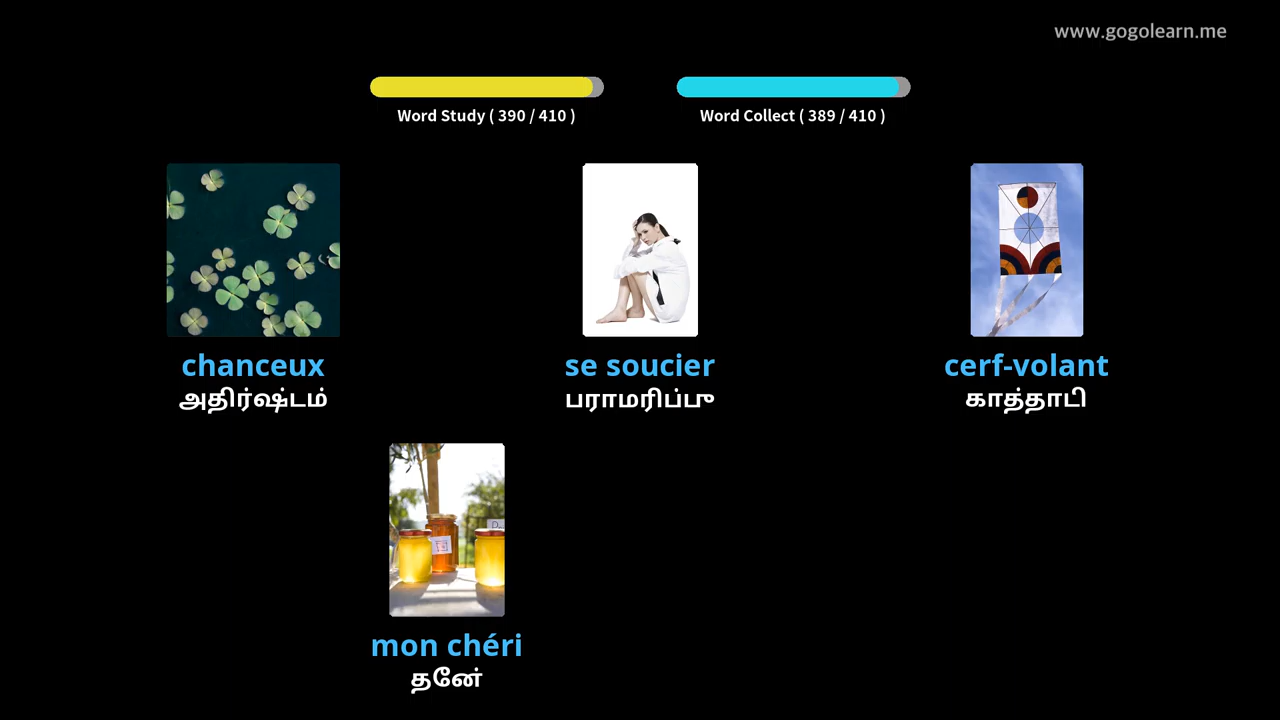 www.gogolearn.me
Word Study ( 390 / 410 )
Word Collect ( 389 / 410 )
chanceux
அதிர்ஷ்டம்
se soucier
பராமரிப்பு
cerf-volant
காத்தாடி
mon chéri
தனேே்